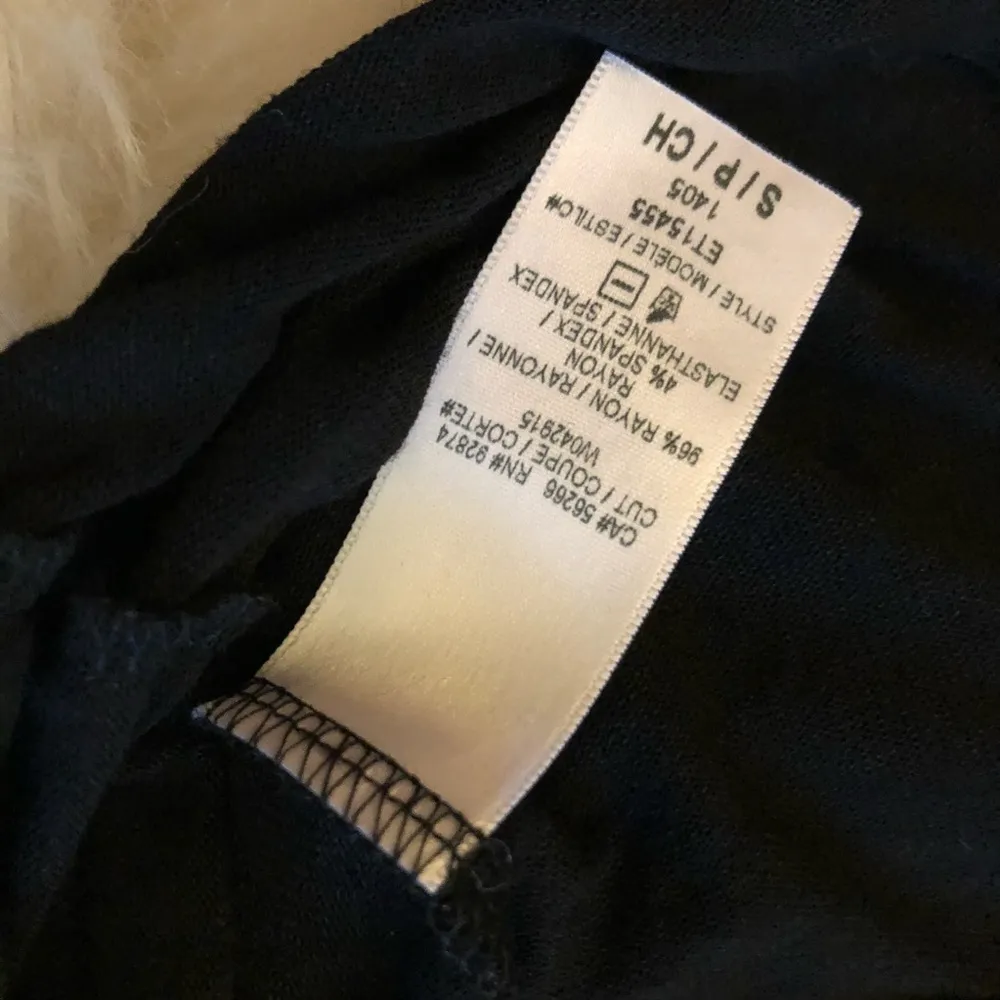 S / P / CH
1405
ET15455
STYLE / MODÈLE / ESTILO#
ELASTHANNE / SPANDEX
4% SPANDEX /
RAYON
96% RAYON / RAYONNE /
W042915
CUT / COUPE / CORTE#
CA# 56266 RN# 92874